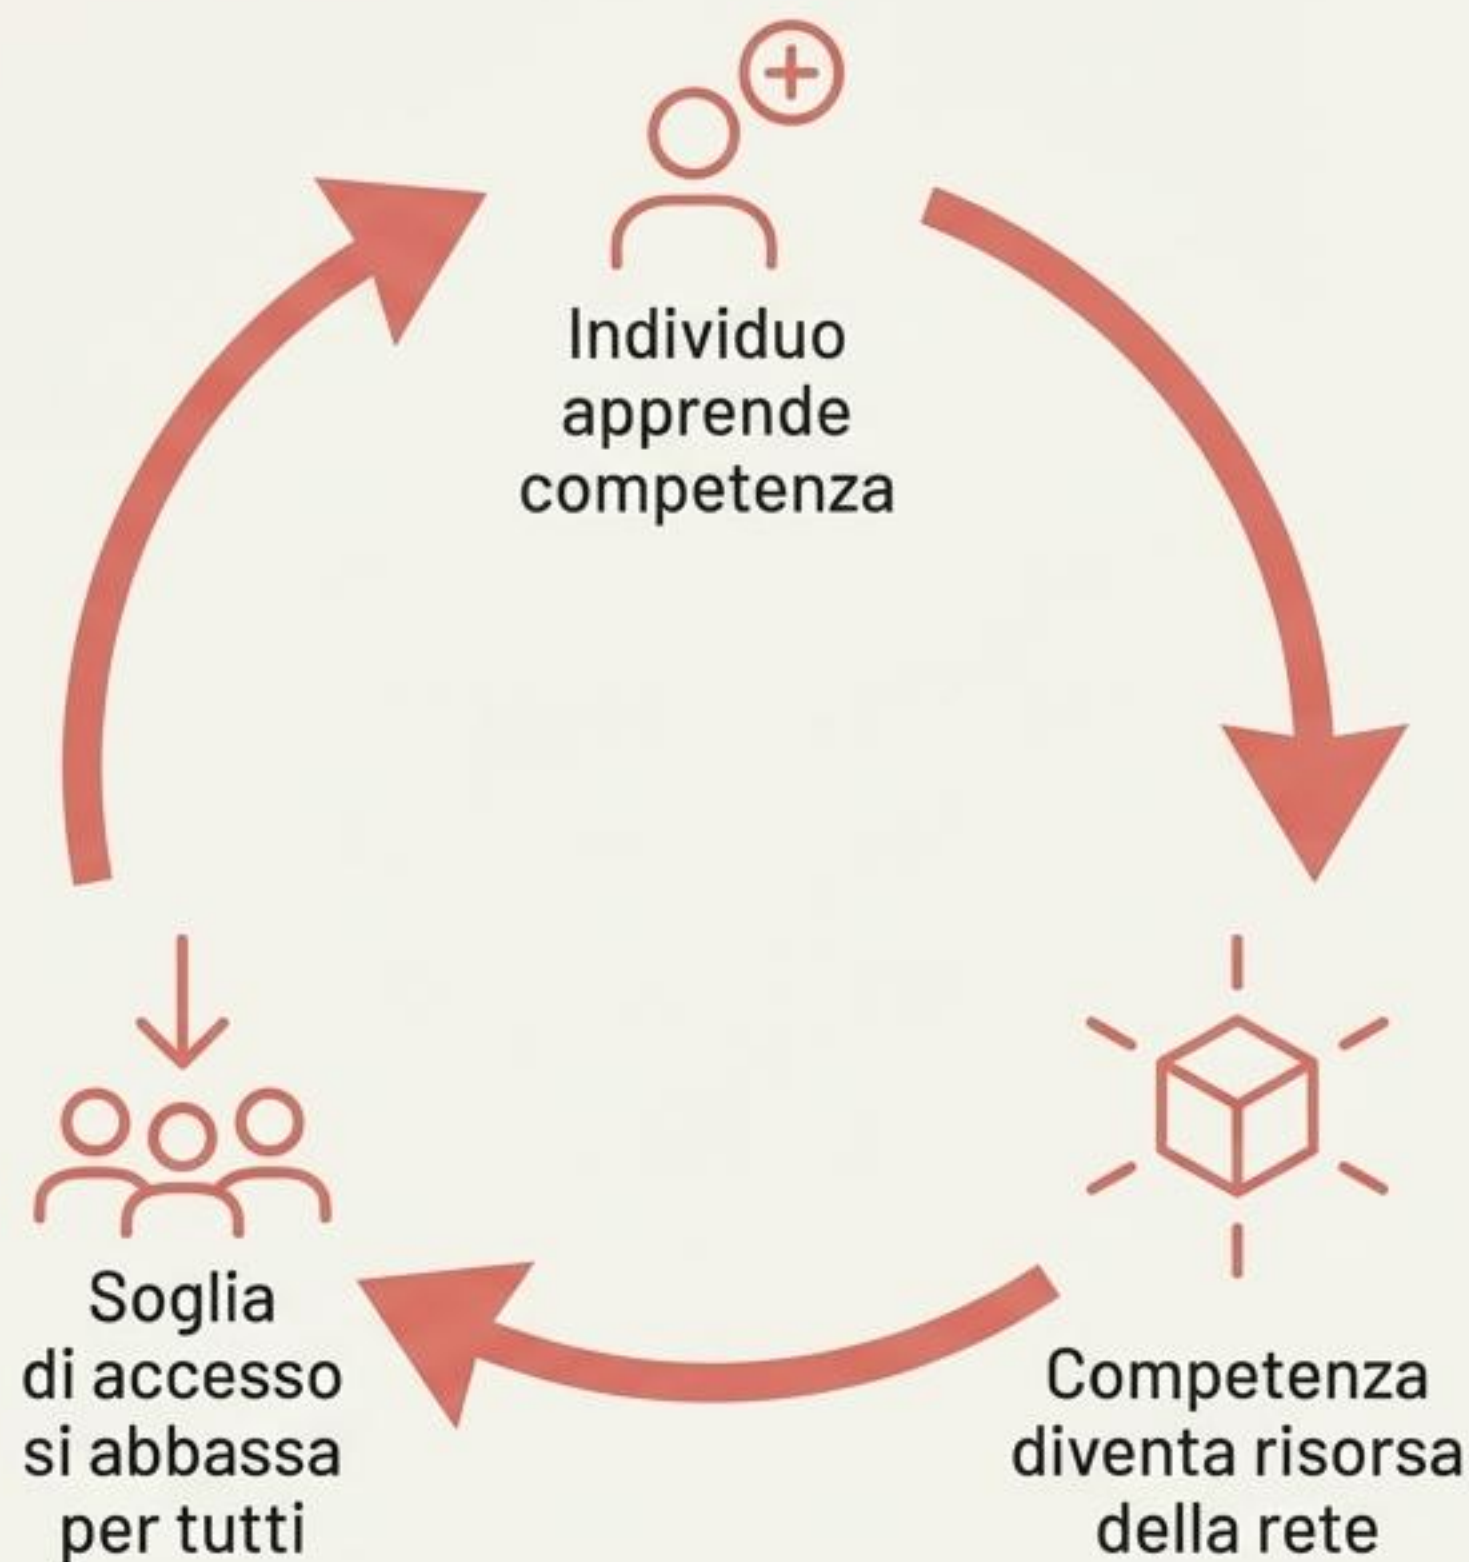 Individuo
apprende
competenza
Competenza
diventa risorsa
della rete
Soglia
di accesso
si abbassa
per tutti